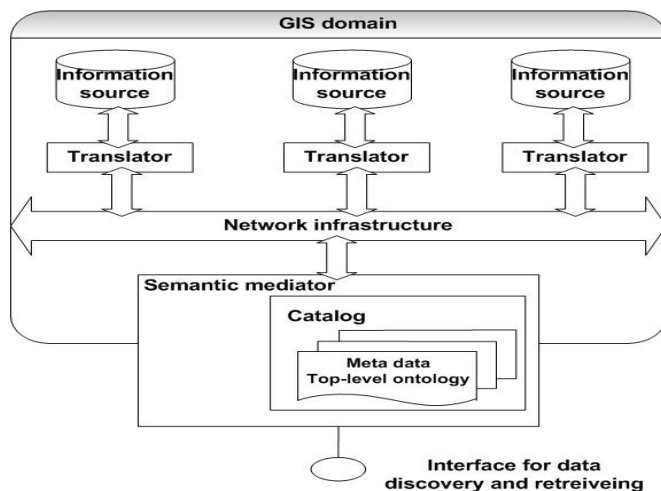 GIS domain
Information source
Information source
Information source
Translator
Translator
Translator
Network infrastructure
Semantic mediator
Catalog
Meta data
Top-level ontology
Interface for data
discovery and retreiveing